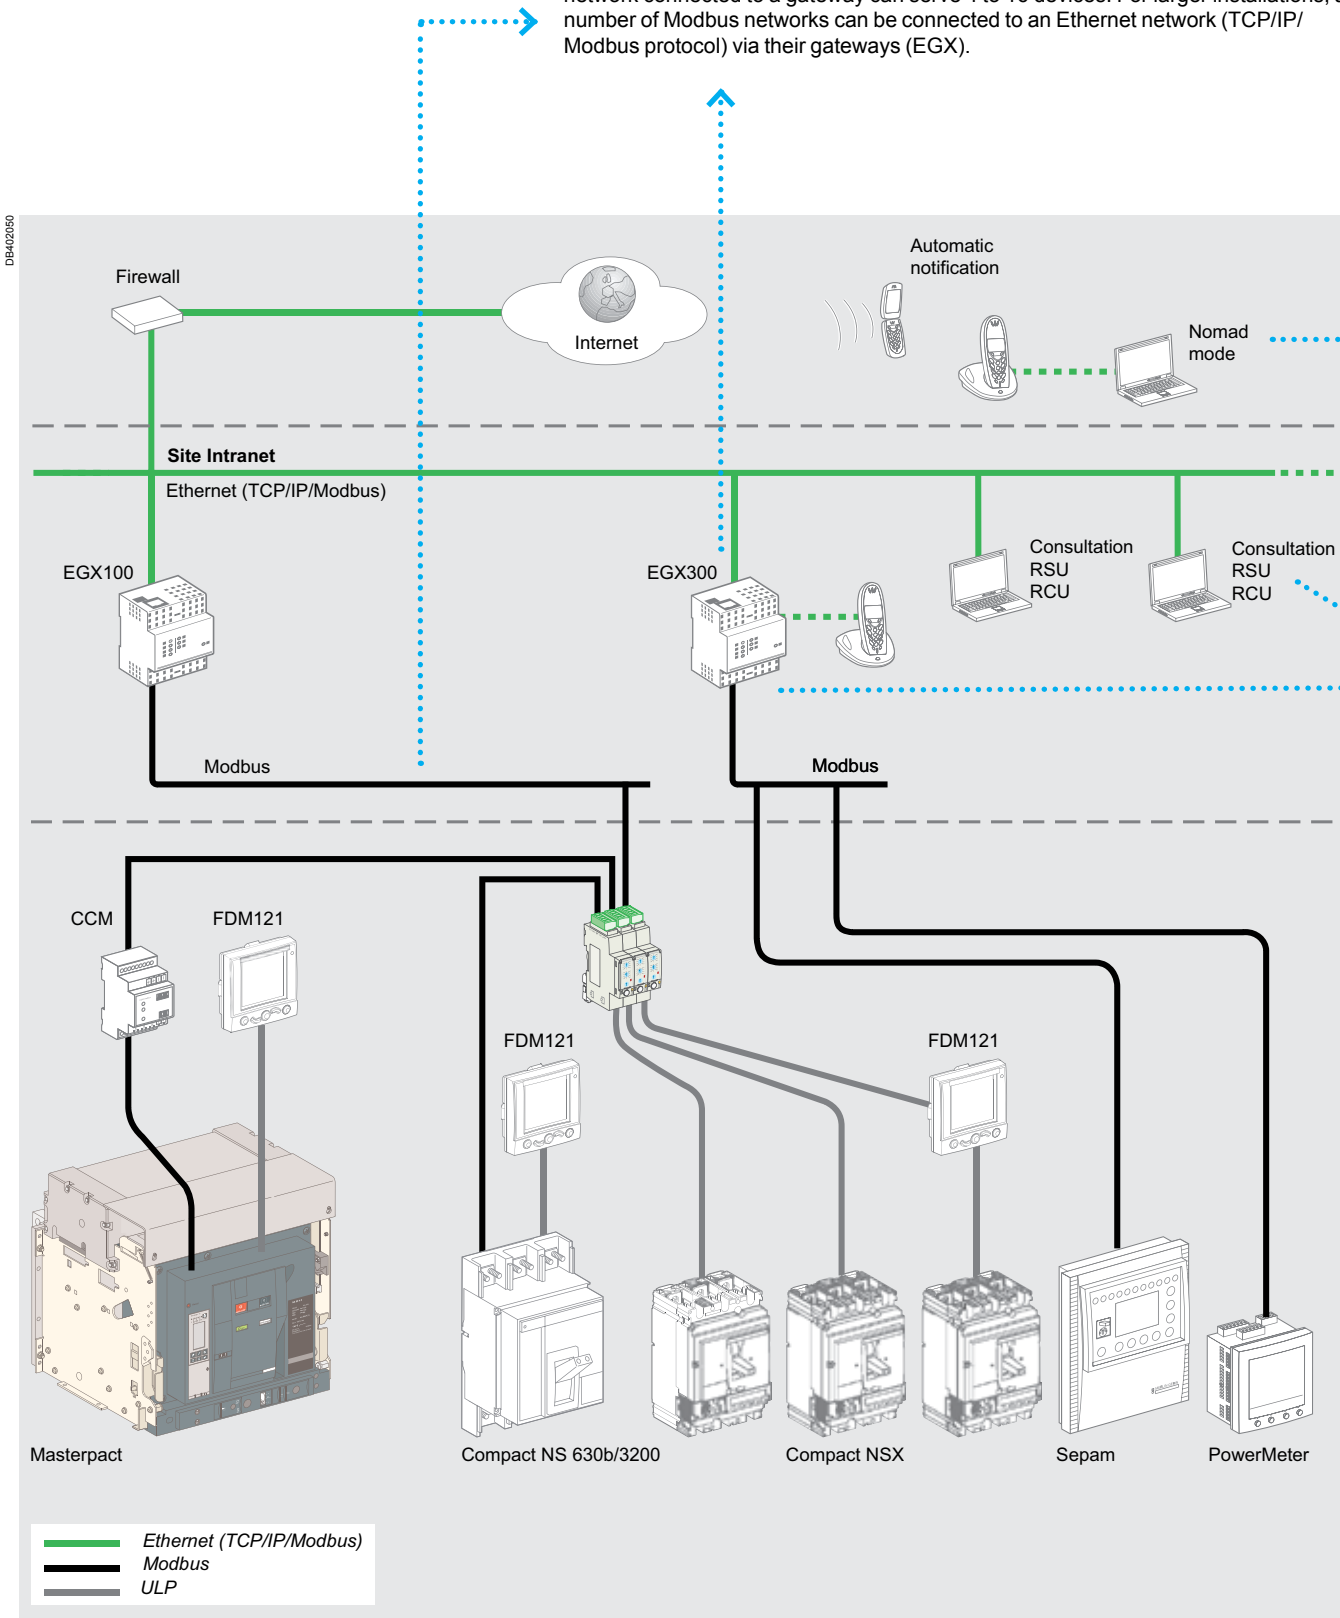 number of Modbus networks can be connected to an Ethernet network (TCP/IP/
Modbus protocol) via their gateways (EGX).
DB402050
Automatic
notification
Firewall
Internet
Nomad
mode
Site Intranet
Ethernet (TCP/IP/Modbus)
EGX100
EGX300
Consultation
RSU
RCU
Consultation
RSU
RCU
Modbus
Modbus
CCM
FDM121
FDM121
FDM121
Masterpact
Compact NS 630b/3200
Compact NSX
Sepam
PowerMeter
Ethernet (TCP/IP/Modbus)
Modbus
ULP